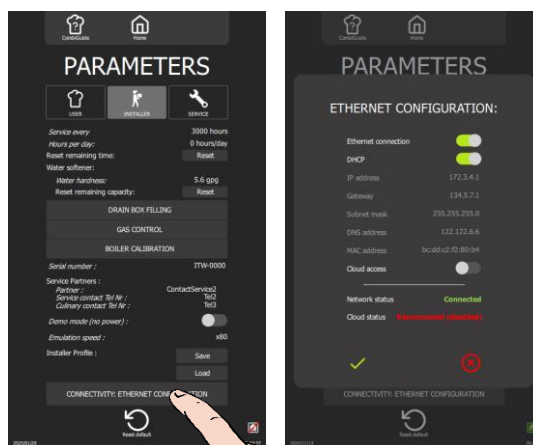 CombiGuide
Home
PARAMETERS
USER
INSTALLER
SERVICE
Service every 3000 hours
Hours per day: 0 hours/day
Reset remaining time: Reset
Water softener:
Water hardness: 5.6 gpg
Reset remaining capacity: Reset
DRAIN BOX FILLING
GAS CONTROL
BOILER CALIBRATION
Serial number : ITW-0000
Service Partners :
Partner : ContactService2
Service contact Tel Nr : Tel2
Culinary contact Tel Nr : Tel3
Demo mode (no power) :
Emulation speed : x80
Installer Profile : Save
Load
CONNECTIVITY: ETHERNET CON TION
Reset default
CombiGuide
Home
PARAMETERS
ETHERNET CONFIGURATION:
Ethernet connection
DHCP
IP address 172.3.4.1
Gateway 134.5.7.1
Subnet mask 255.255.255.0
DNS address 122.122.6.6
MAC address bc:dd:c2:f2:80:b4
Cloud access
Network status Connected
Cloud status Disconnected (disabled)
CONNECTIVITY: ETHERNET CONFIGURATION
Reset default